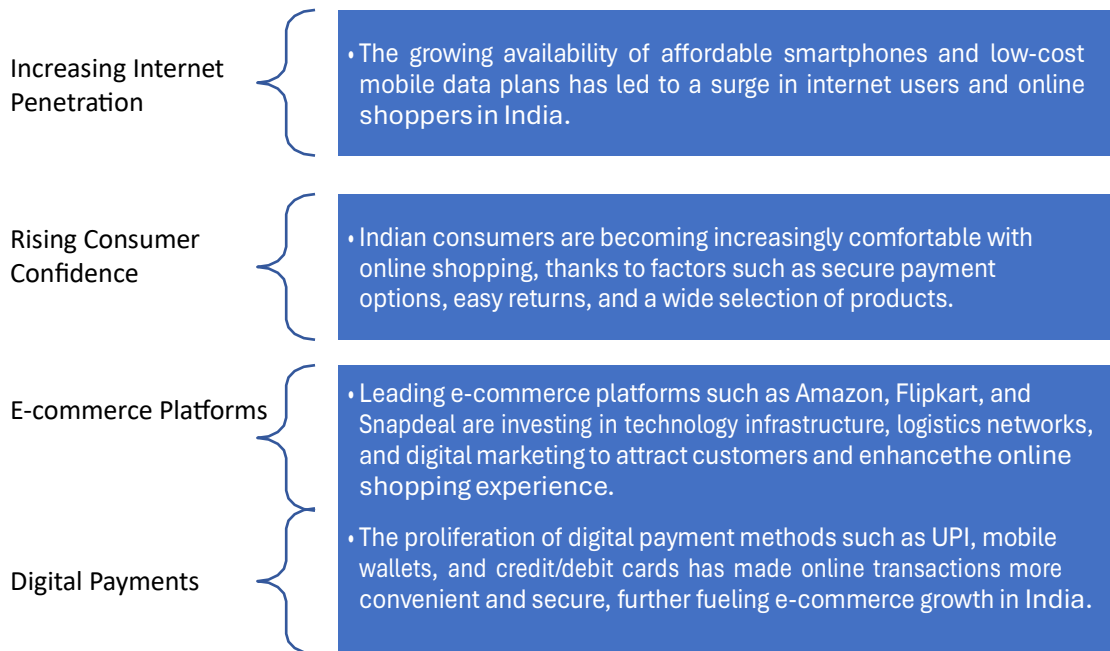 Increasing Internet
Penetration
• The growing availability of affordable smartphones and low-cost
mobile data plans has led to a surge in internet users and online
shoppers in India.
Rising Consumer
Confidence
• Indian consumers are becoming increasingly comfortable with
online shopping, thanks to factors such as secure payment
options, easy returns, and a wide selection of products.
E-commerce Platforms
• Leading e-commerce platforms such as Amazon, Flipkart, and
Snapdeal are investing in technology infrastructure, logistics networks,
and digital marketing to attract customers and enhancethe online
shopping experience.
Digital Payments
• The proliferation of digital payment methods such as UPI, mobile
wallets, and credit/debit cards has made online transactions more
convenient and secure, further fueling e-commerce growth in India.